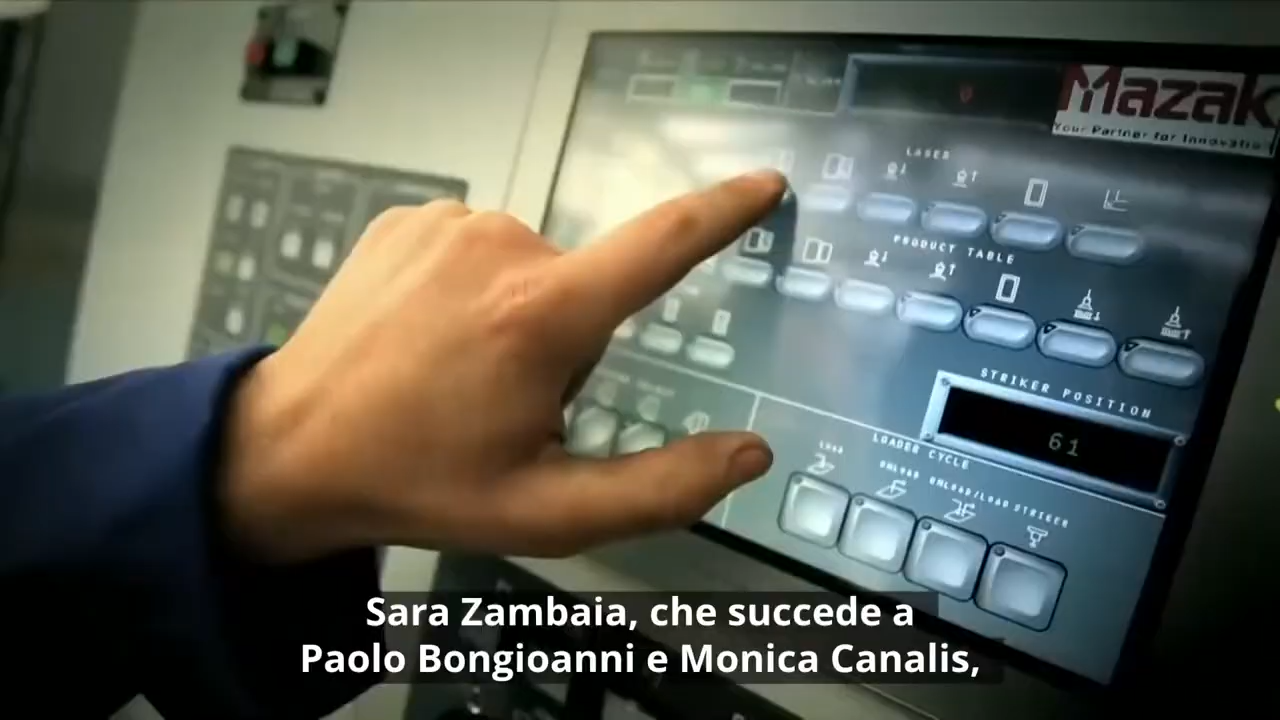 Mazak
Your Partner for Innovation
LASER
PRODUCT TABLE
STRIKER POSITION
61
LOADER CYCLE
LOAD
UNLOAD
UNLOAD/LOAD
STRIKER
Sara Zambaia, che succede a
Paolo Bongioanni e Monica Canalis,